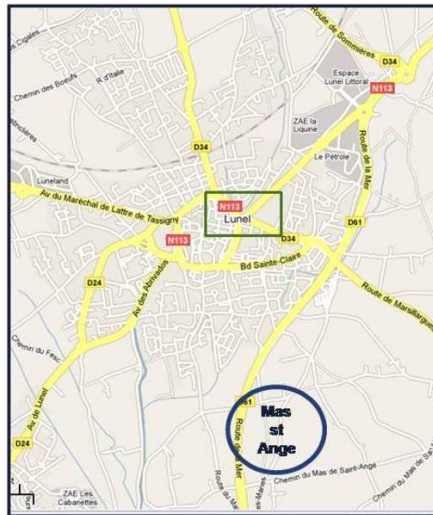 Route de Sommières
D34
us Cigales
R d'Italie
Chemin des Boeufs
Espace
Lunel Littoral
N113
ZAE la
Liquine
Le Pétrole
Route de la Mer
Luneland
D34
Av du Maréchal de Lattre de Tassigny
N113
Lunel
N113
D34
D61
Bd Sainte-Claire
D24
Av des Abrivados
Route de Marsillargues
Chemin du Fesc
Av de Lunel
D24
D61
Mas
st
Ange
Route de la Mer
Chemin du Mas de Saint-Ange
ZAE Les
Cabanettes